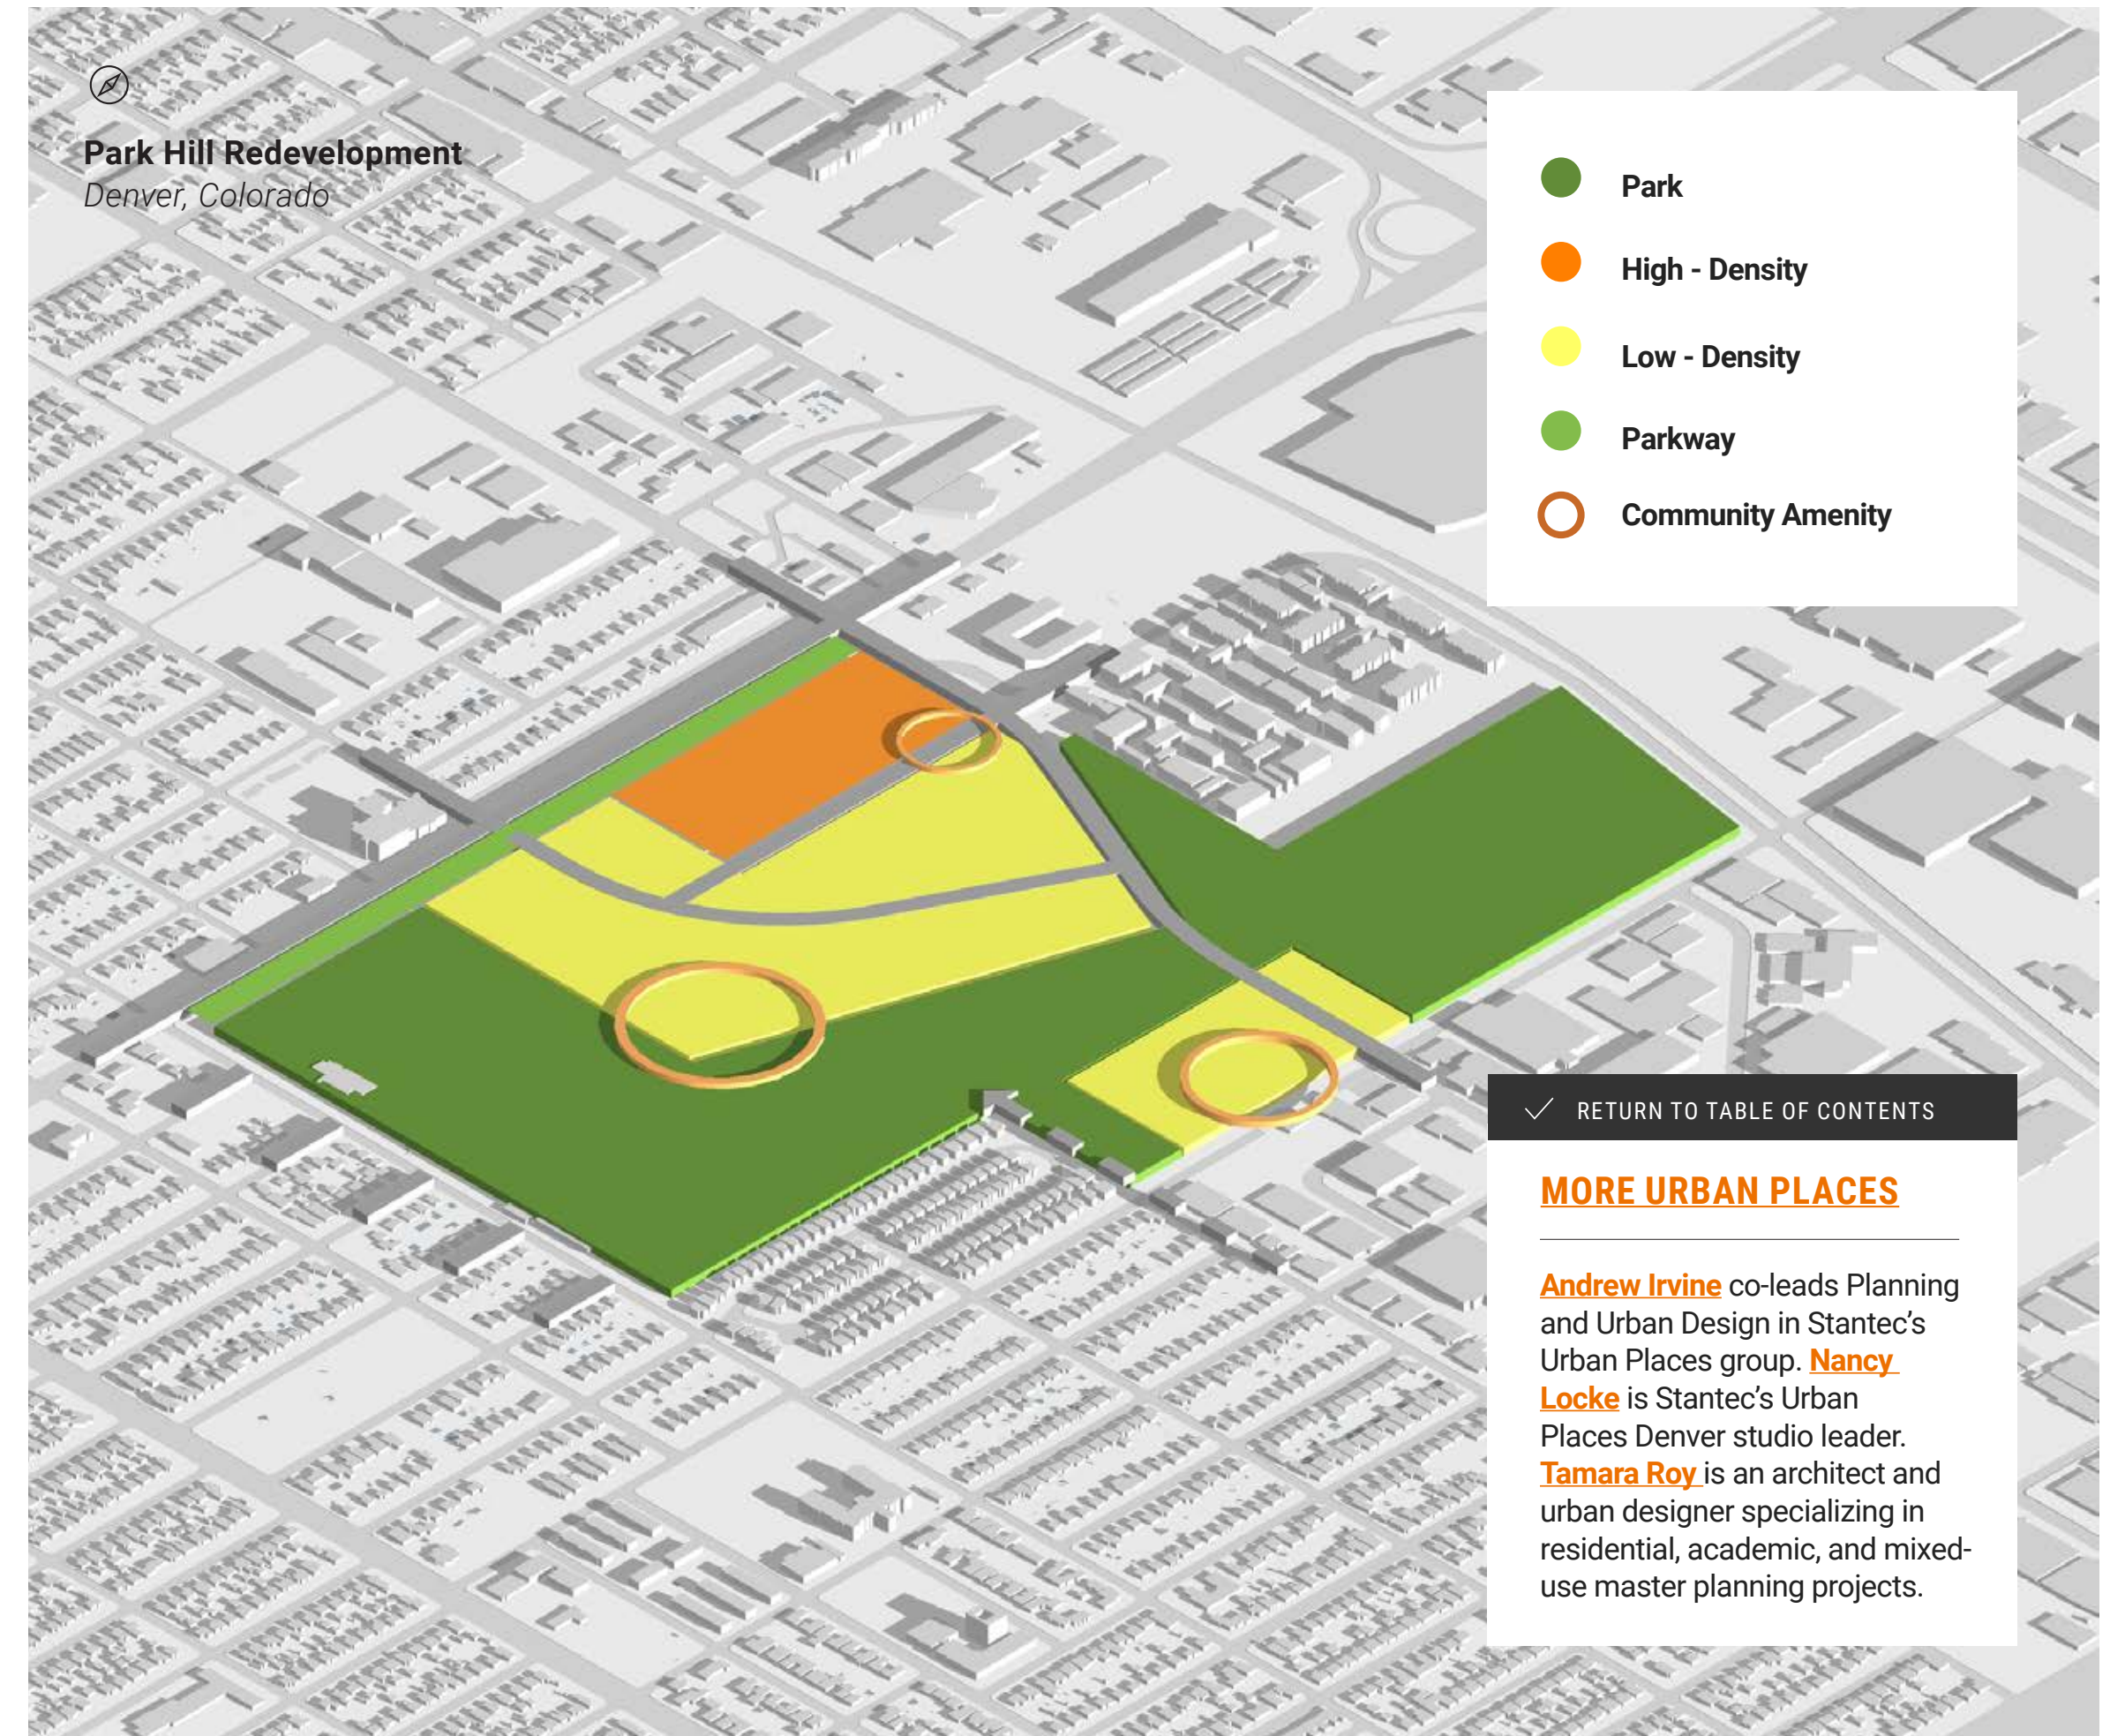 Park Hill Redevelopment
Denver, Colorado
Park
High - Density
Low - Density
Parkway
Community Amenity
RETURN TO TABLE OF CONTENTS
MORE URBAN PLACES
Andrew Irvine co-leads Planning
and Urban Design in Stantec’s
Urban Places group. Nancy
Locke is Stantec’s Urban
Places Denver studio leader.
Tamara Roy is an architect and
urban designer specializing in
residential, academic, and mixed-
use master planning projects.